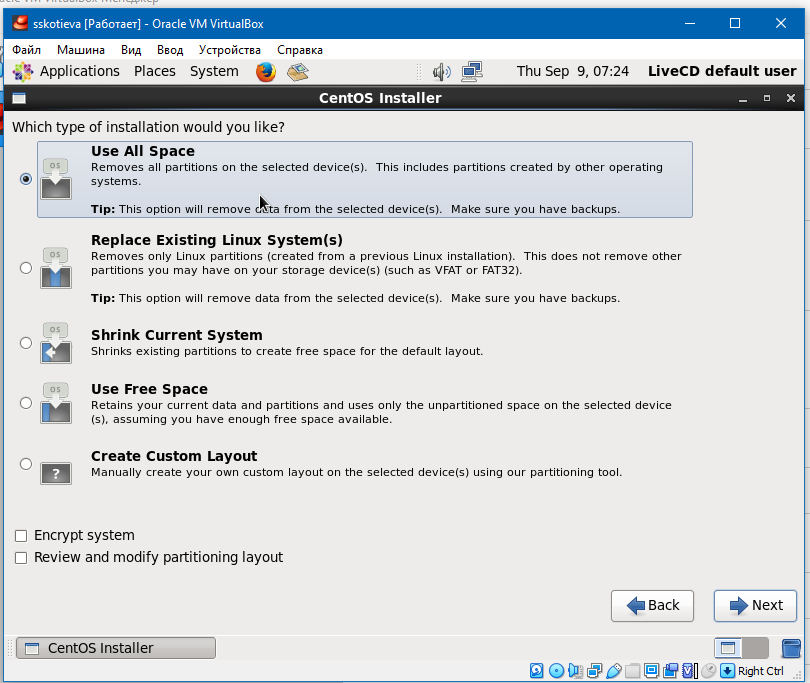 sskotieva [Работает] - Oracle VM VirtualBox
Файл Машина Вид Ввод Устройства Справка
Applications Places System Thu Sep 9, 07:24 LiveCD default user
CentOS Installer
Which type of installation would you like?
Use All Space
Removes all partitions on the selected device(s). This includes partitions created by other operating
systems.
Tip: This option will remove data from the selected device(s). Make sure you have backups.
Replace Existing Linux System(s)
Removes only Linux partitions (created from a previous Linux installation). This does not remove other
partitions you may have on your storage device(s) (such as VFAT or FAT32).
Tip: This option will remove data from the selected device(s). Make sure you have backups.
Shrink Current System
Shrinks existing partitions to create free space for the default layout.
Use Free Space
Retains your current data and partitions and uses only the unpartitioned space on the selected device
(s), assuming you have enough free space available.
Create Custom Layout
Manually create your own custom layout on the selected device(s) using our partitioning tool.
Encrypt system
Review and modify partitioning layout
Back Next
CentOS Installer
Right Ctrl